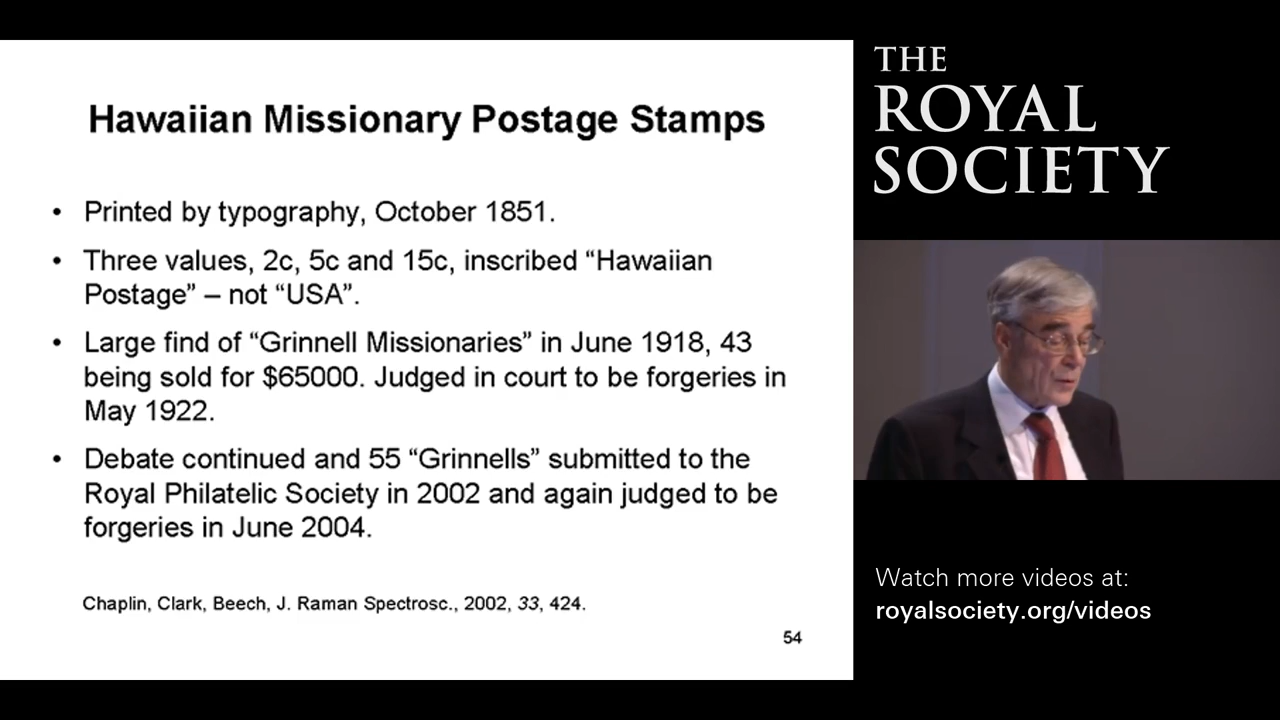 Hawaiian Missionary Postage Stamps
• Printed by typography, October 1851.
• Three values, 2c, 5c and 15c, inscribed “Hawaiian
Postage” – not “USA”.
• Large find of “Grinnell Missionaries” in June 1918, 43
being sold for $65000. Judged in court to be forgeries in
May 1922.
• Debate continued and 55 “Grinnells” submitted to the
Royal Philatelic Society in 2002 and again judged to be
forgeries in June 2004.
Chaplin, Clark, Beech, J. Raman Spectrosc., 2002, 33, 424.
54
THE
ROYAL
SOCIETY
Watch more videos at:
royalsociety.org/videos